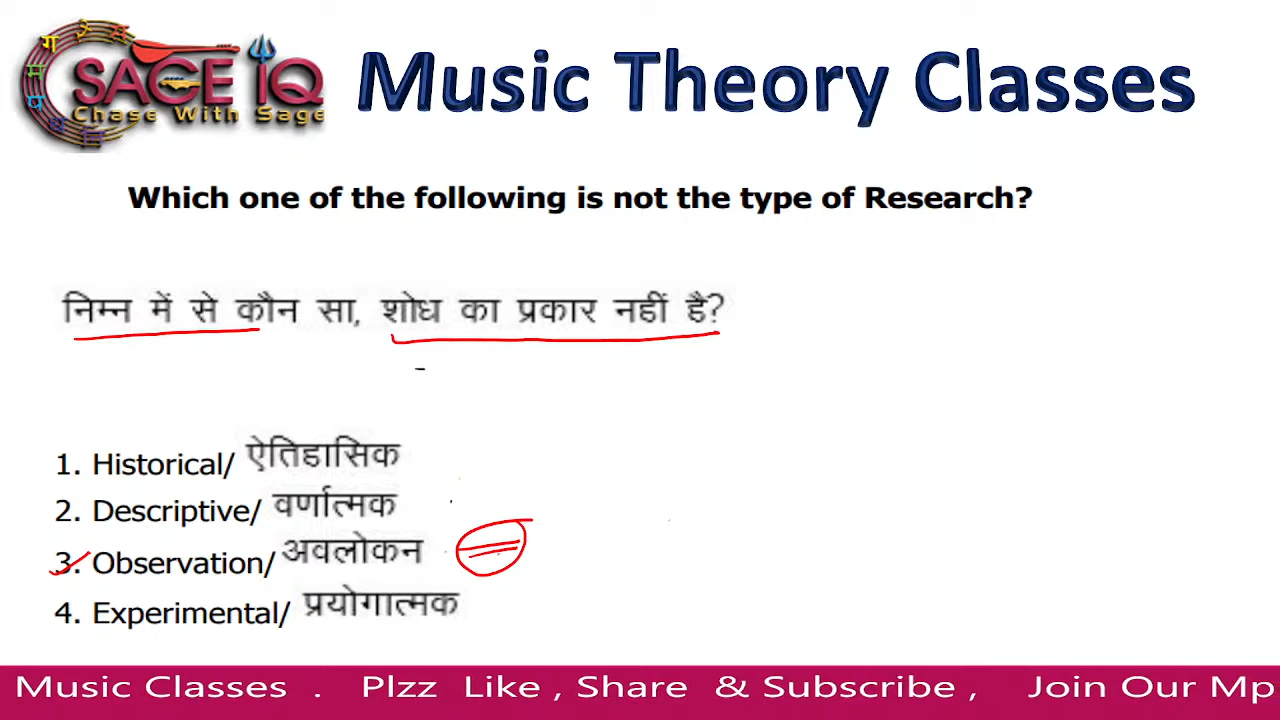 ग रे स
म
प
SAGE IQ Music Theory Classes
Chase With Sage
Which one of the following is not the type of Research?
निम्न में से कौन सा, शोध का प्रकार नहीं है?
1. Historical/ ऐतिडासिक
2. Descriptive/ वर्णात्मक
3. Observation/ अवलोकन
4. Experimental/ प्रयोगात्मक
Music Classes . Plzz Like , Share & Subscribe , Join Our Mp